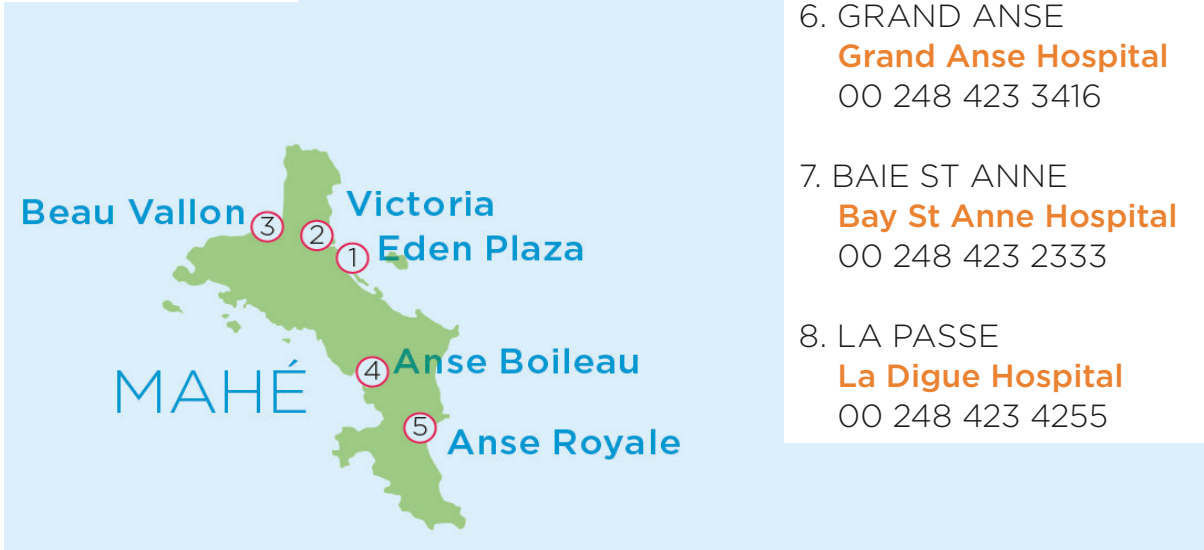 Beau Vallon
3
Victoria
2
1
Eden Plaza
4
Anse Boileau
MAHÉ
5
Anse Royale
6. GRAND ANSE
Grand Anse Hospital
00 248 423 3416
7. BAIE ST ANNE
Bay St Anne Hospital
00 248 423 2333
8. LA PASSE
La Digue Hospital
00 248 423 4255